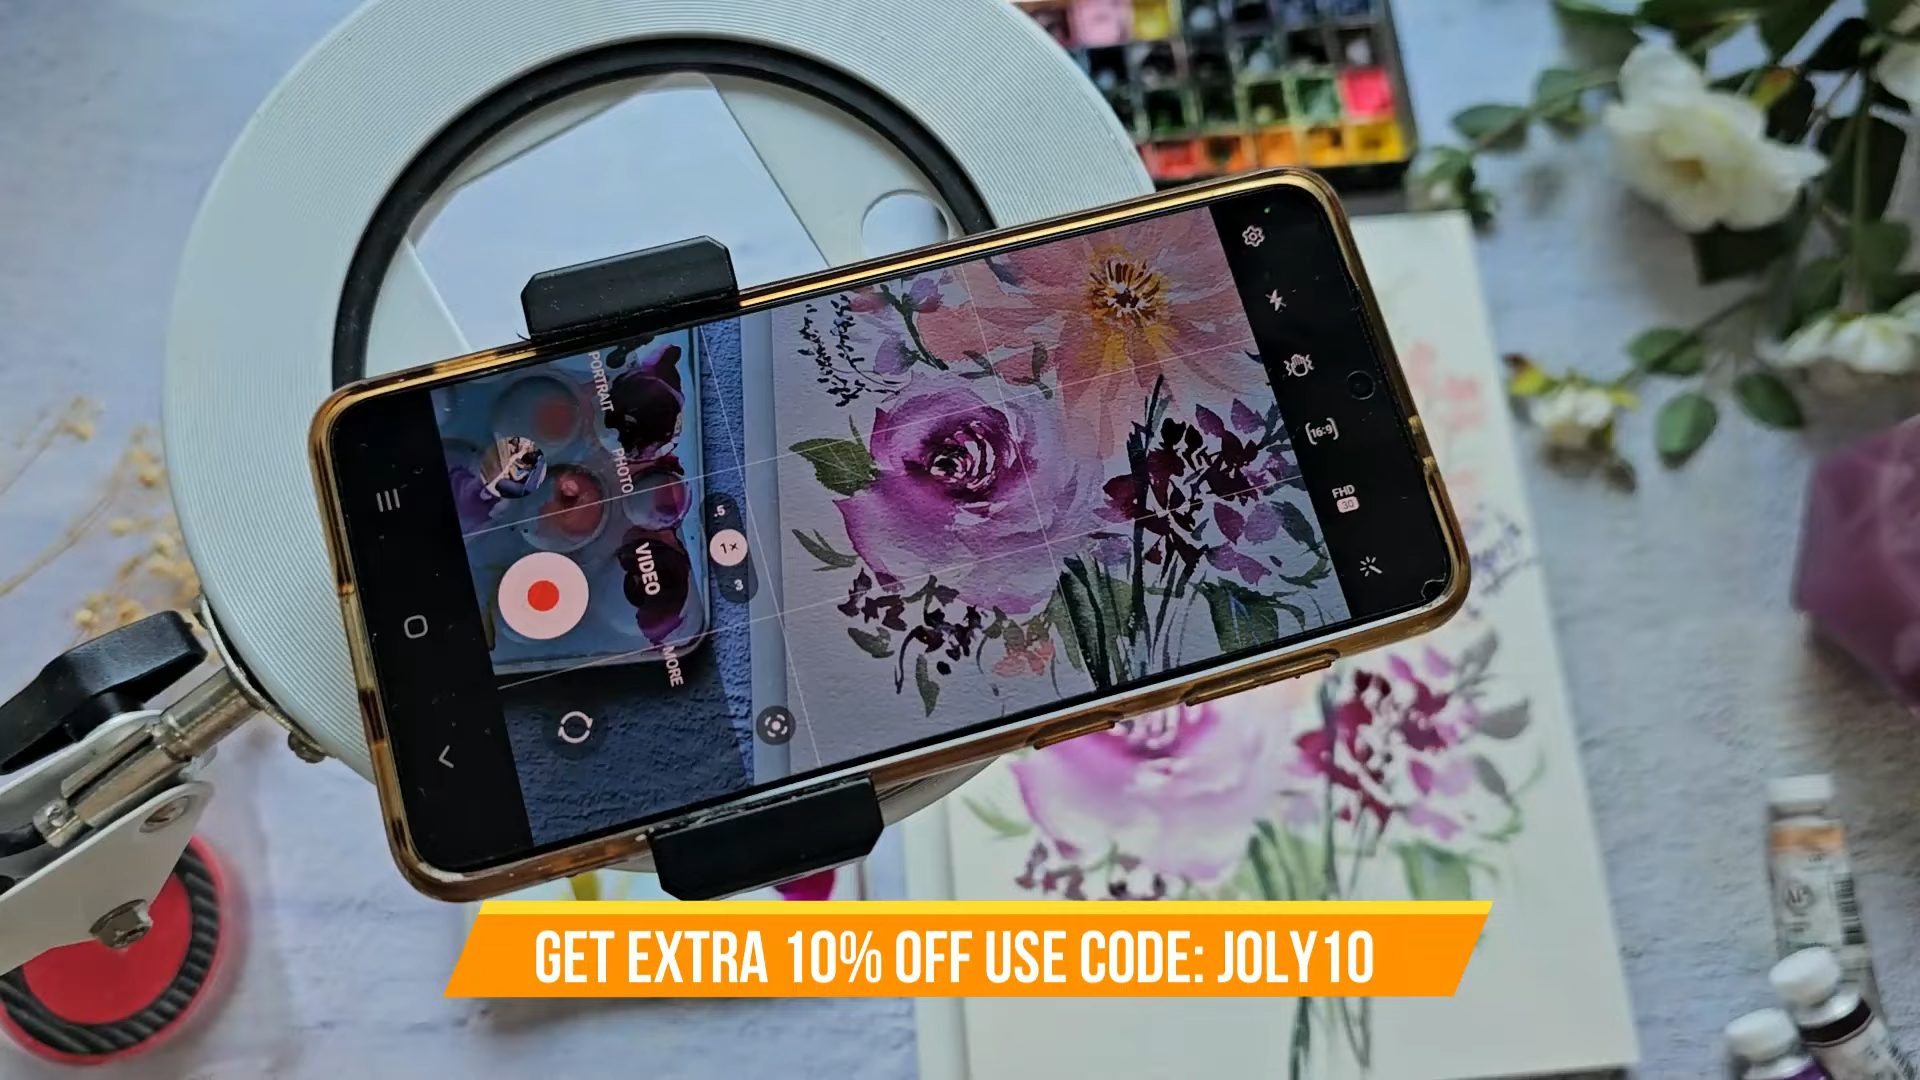 PORTRAIT
PHOTO
VIDEO
MORE
.5
1×
3
16:9
FHD
30
GET EXTRA 10% OFF USE CODE: JOLY10